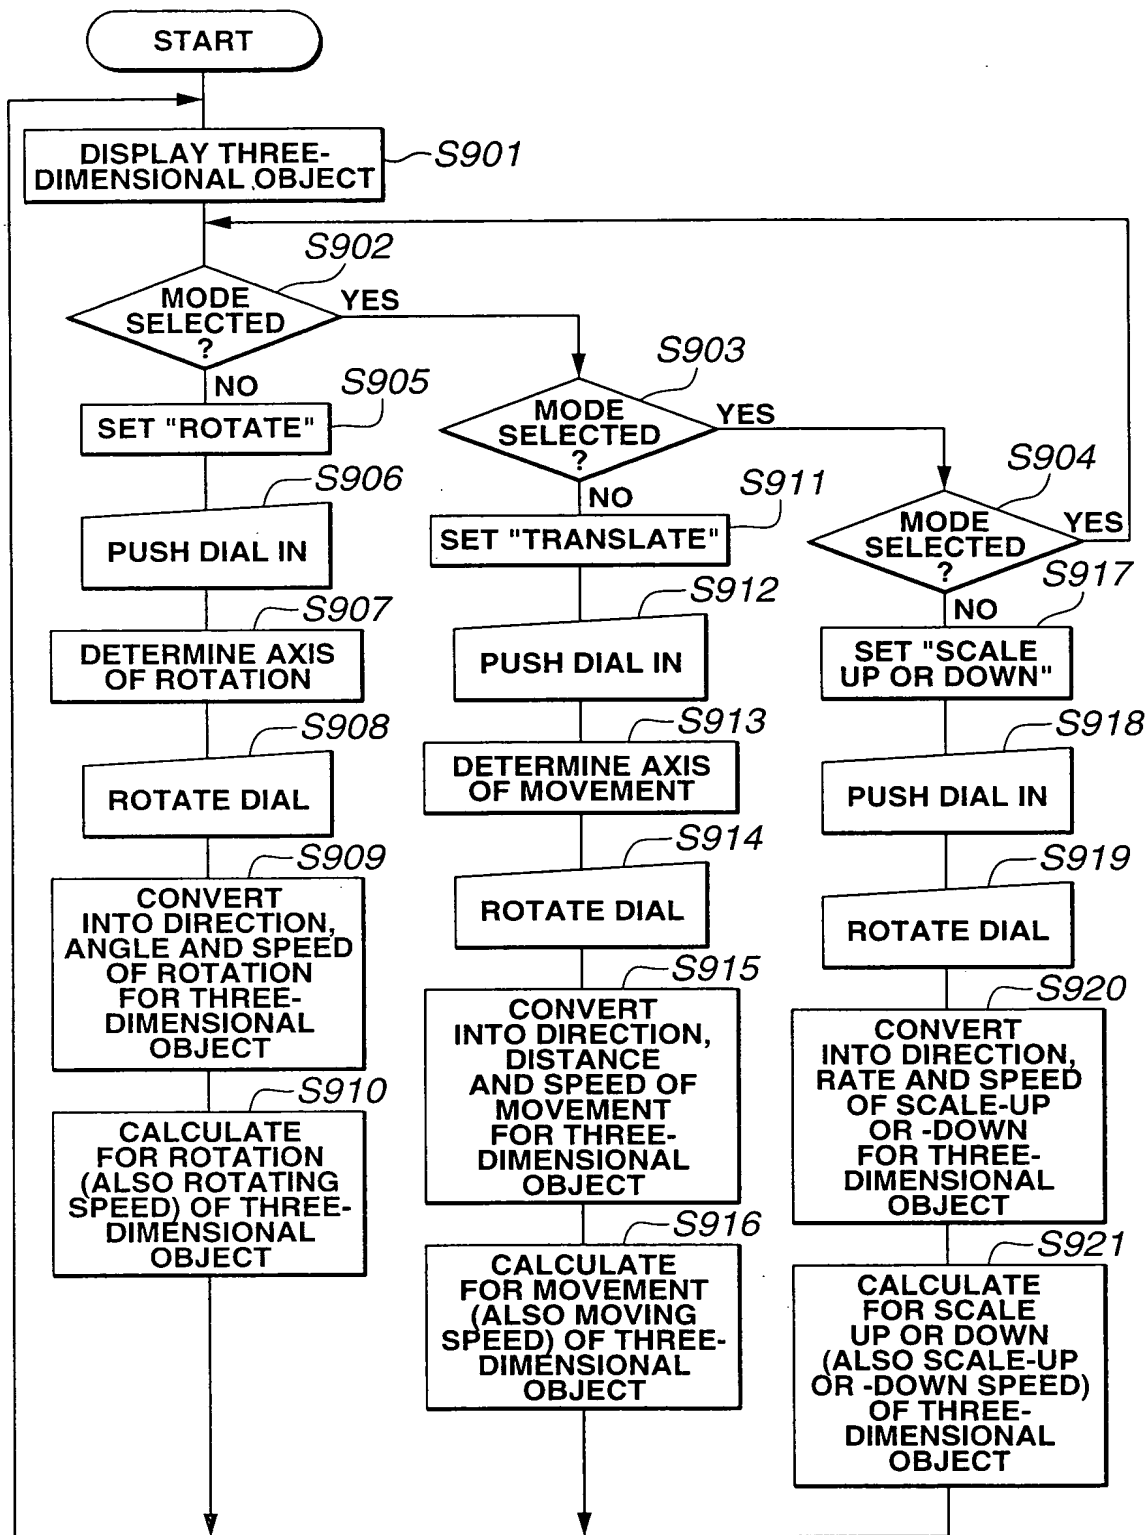 START
DISPLAY THREE-
DIMENSIONAL OBJECT
S901
S902
MODE
SELECTED
?
YES
NO
S905
SET "ROTATE"
S906
PUSH DIAL IN
S907
DETERMINE AXIS
OF ROTATION
S908
ROTATE DIAL
S909
CONVERT
INTO DIRECTION,
ANGLE AND SPEED
OF ROTATION
FOR THREE-
DIMENSIONAL
OBJECT
S910
CALCULATE
FOR ROTATION
(ALSO ROTATING
SPEED) OF THREE-
DIMENSIONAL
OBJECT
S903
MODE
SELECTED
?
YES
NO
S911
SET "TRANSLATE"
S912
PUSH DIAL IN
S913
DETERMINE AXIS
OF MOVEMENT
S914
ROTATE DIAL
S915
CONVERT
INTO DIRECTION,
DISTANCE
AND SPEED OF
MOVEMENT
FOR THREE-
DIMENSIONAL
OBJECT
S916
CALCULATE
FOR MOVEMENT
(ALSO MOVING
SPEED) OF THREE-
DIMENSIONAL
OBJECT
S904
MODE
SELECTED
?
YES
NO
S917
SET "SCALE
UP OR DOWN"
S918
PUSH DIAL IN
S919
ROTATE DIAL
S920
CONVERT
INTO DIRECTION,
RATE AND SPEED
OF SCALE-UP
OR -DOWN
FOR THREE-
DIMENSIONAL
OBJECT
S921
CALCULATE
FOR SCALE
UP OR DOWN
(ALSO SCALE-UP
OR -DOWN SPEED)
OF THREE-
DIMENSIONAL
OBJECT